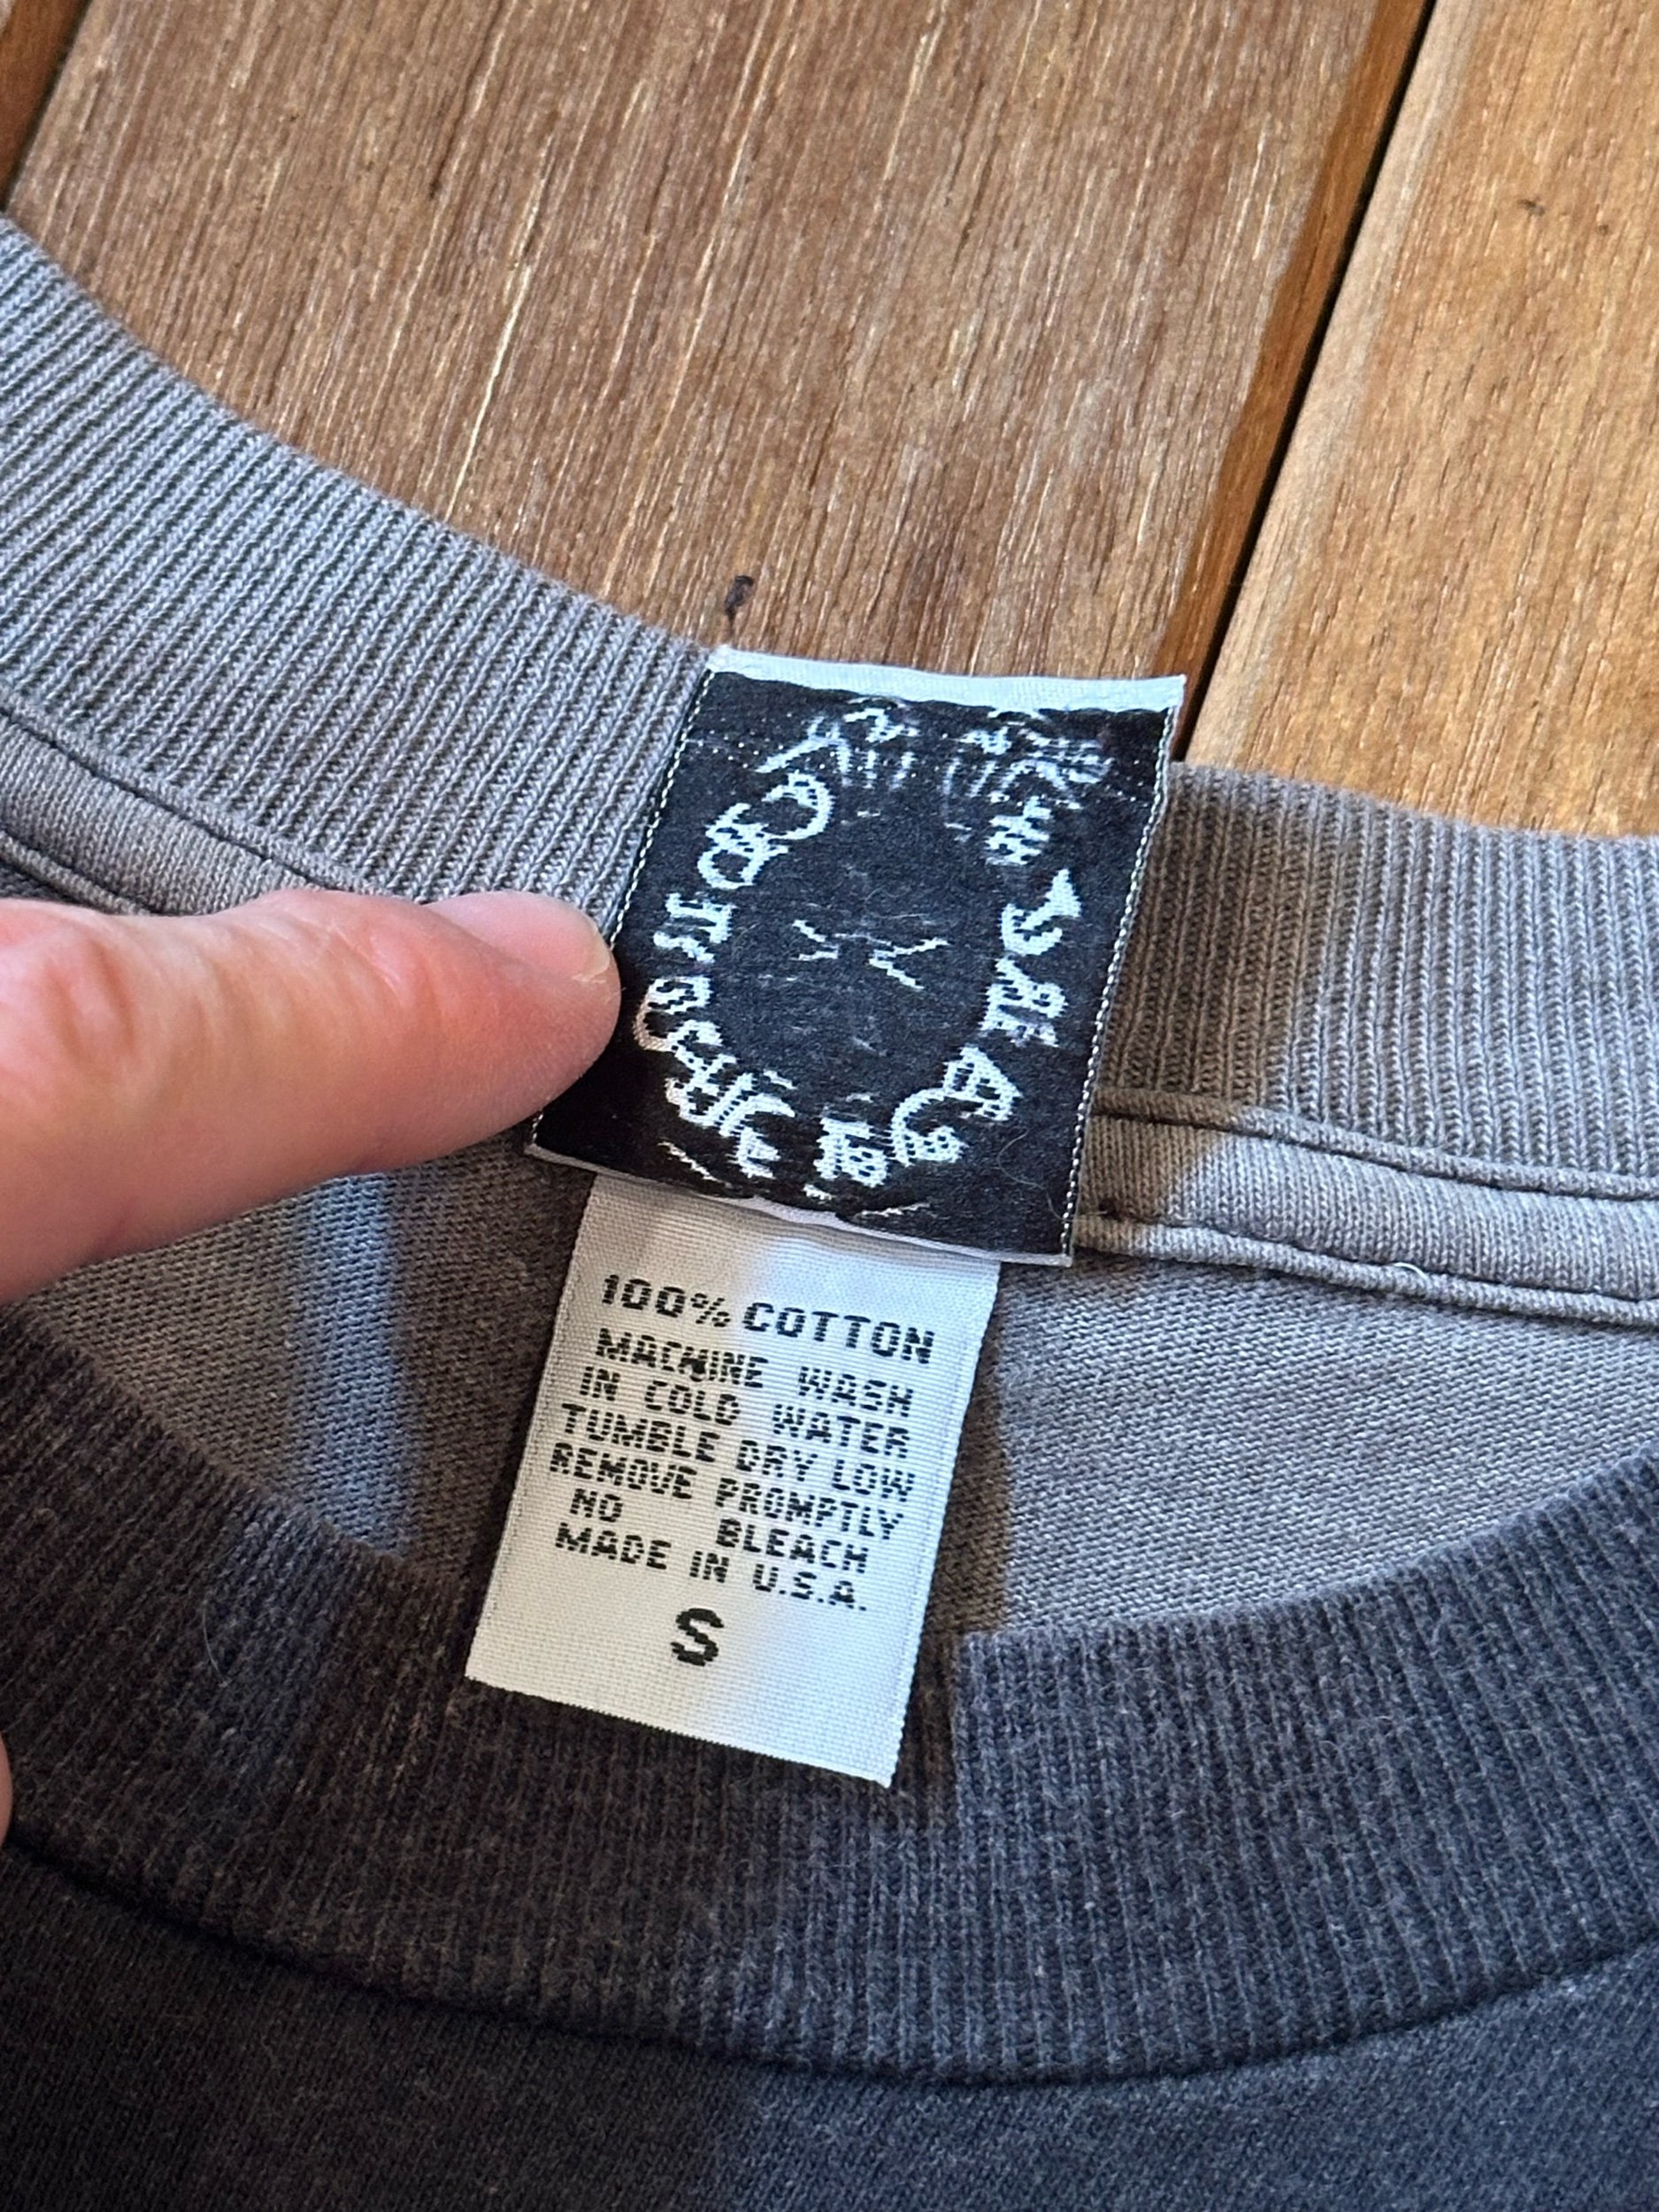 100% COTTON
MACHINE WASH
IN COLD WATER
TUMBLE DRY LOW
REMOVE PROMPTLY
NO BLEACH
MADE IN U.S.A.
S